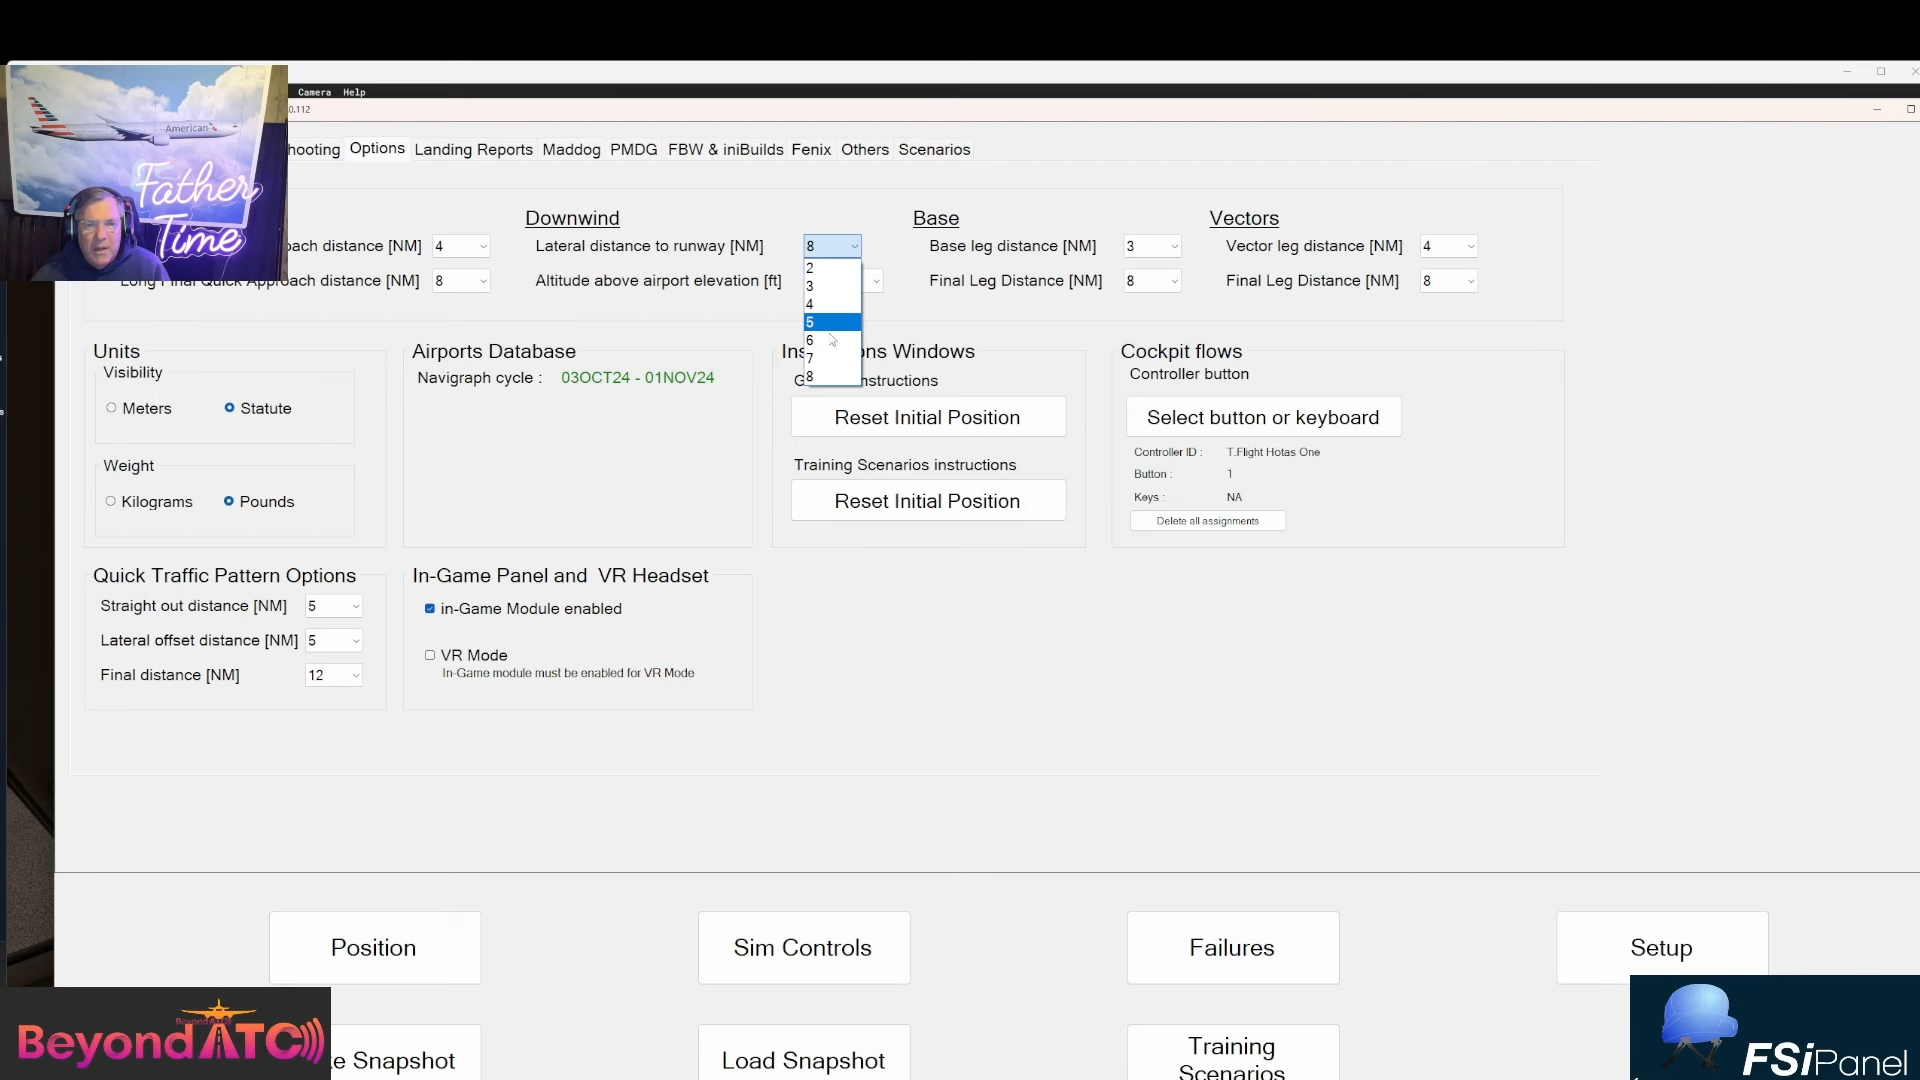 Camera Help
0.112
American
Father
Time
hooting Options Landing Reports Maddog PMDG FBW & iniBuilds Fenix Others Scenarios
Downwind Base Vectors
oach distance [NM] 4 Lateral distance to runway [NM] 8 Base leg distance [NM] 3 Vector leg distance [NM] 4
Long Final Quick Approach distance [NM] 8 Altitude above airport elevation [ft] Final Leg Distance [NM] 8 Final Leg Distance [NM] 8
2
3
4
5
6
7
8
Units
Visibility
Meters Statute
Weight
Kilograms Pounds
Airports Database
Navigraph cycle : 03OCT24 - 01NOV24
Ins ons Windows
G nstructions
Reset Initial Position
Training Scenarios instructions
Reset Initial Position
Cockpit flows
Controller button
Select button or keyboard
Controller ID : T.Flight Hotas One
Button : 1
Keys : NA
Delete all assignments
Quick Traffic Pattern Options
Straight out distance [NM] 5
Lateral offset distance [NM] 5
Final distance [NM] 12
In-Game Panel and VR Headset
in-Game Module enabled
VR Mode
In-Game module must be enabled for VR Mode
Position Sim Controls Failures Setup
ke Snapshot Load Snapshot Training
Scenarios
BeyondATC
FSiPanel